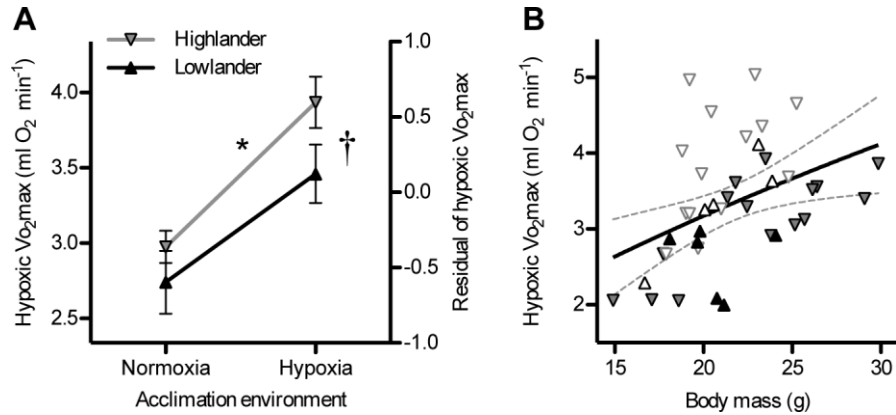 A
Highlander
Lowlander
Hypoxic Vo2max (ml O2 min-1)
4.0
3.5
3.0
2.5
*
†
1.0
0.5
0.0
-0.5
-1.0
Residual of hypoxic Vo2max
Normoxia Hypoxia
Acclimation environment
B
Hypoxic Vo2max (ml O2 min-1)
5
4
3
2
15 20 25 30
Body mass (g)